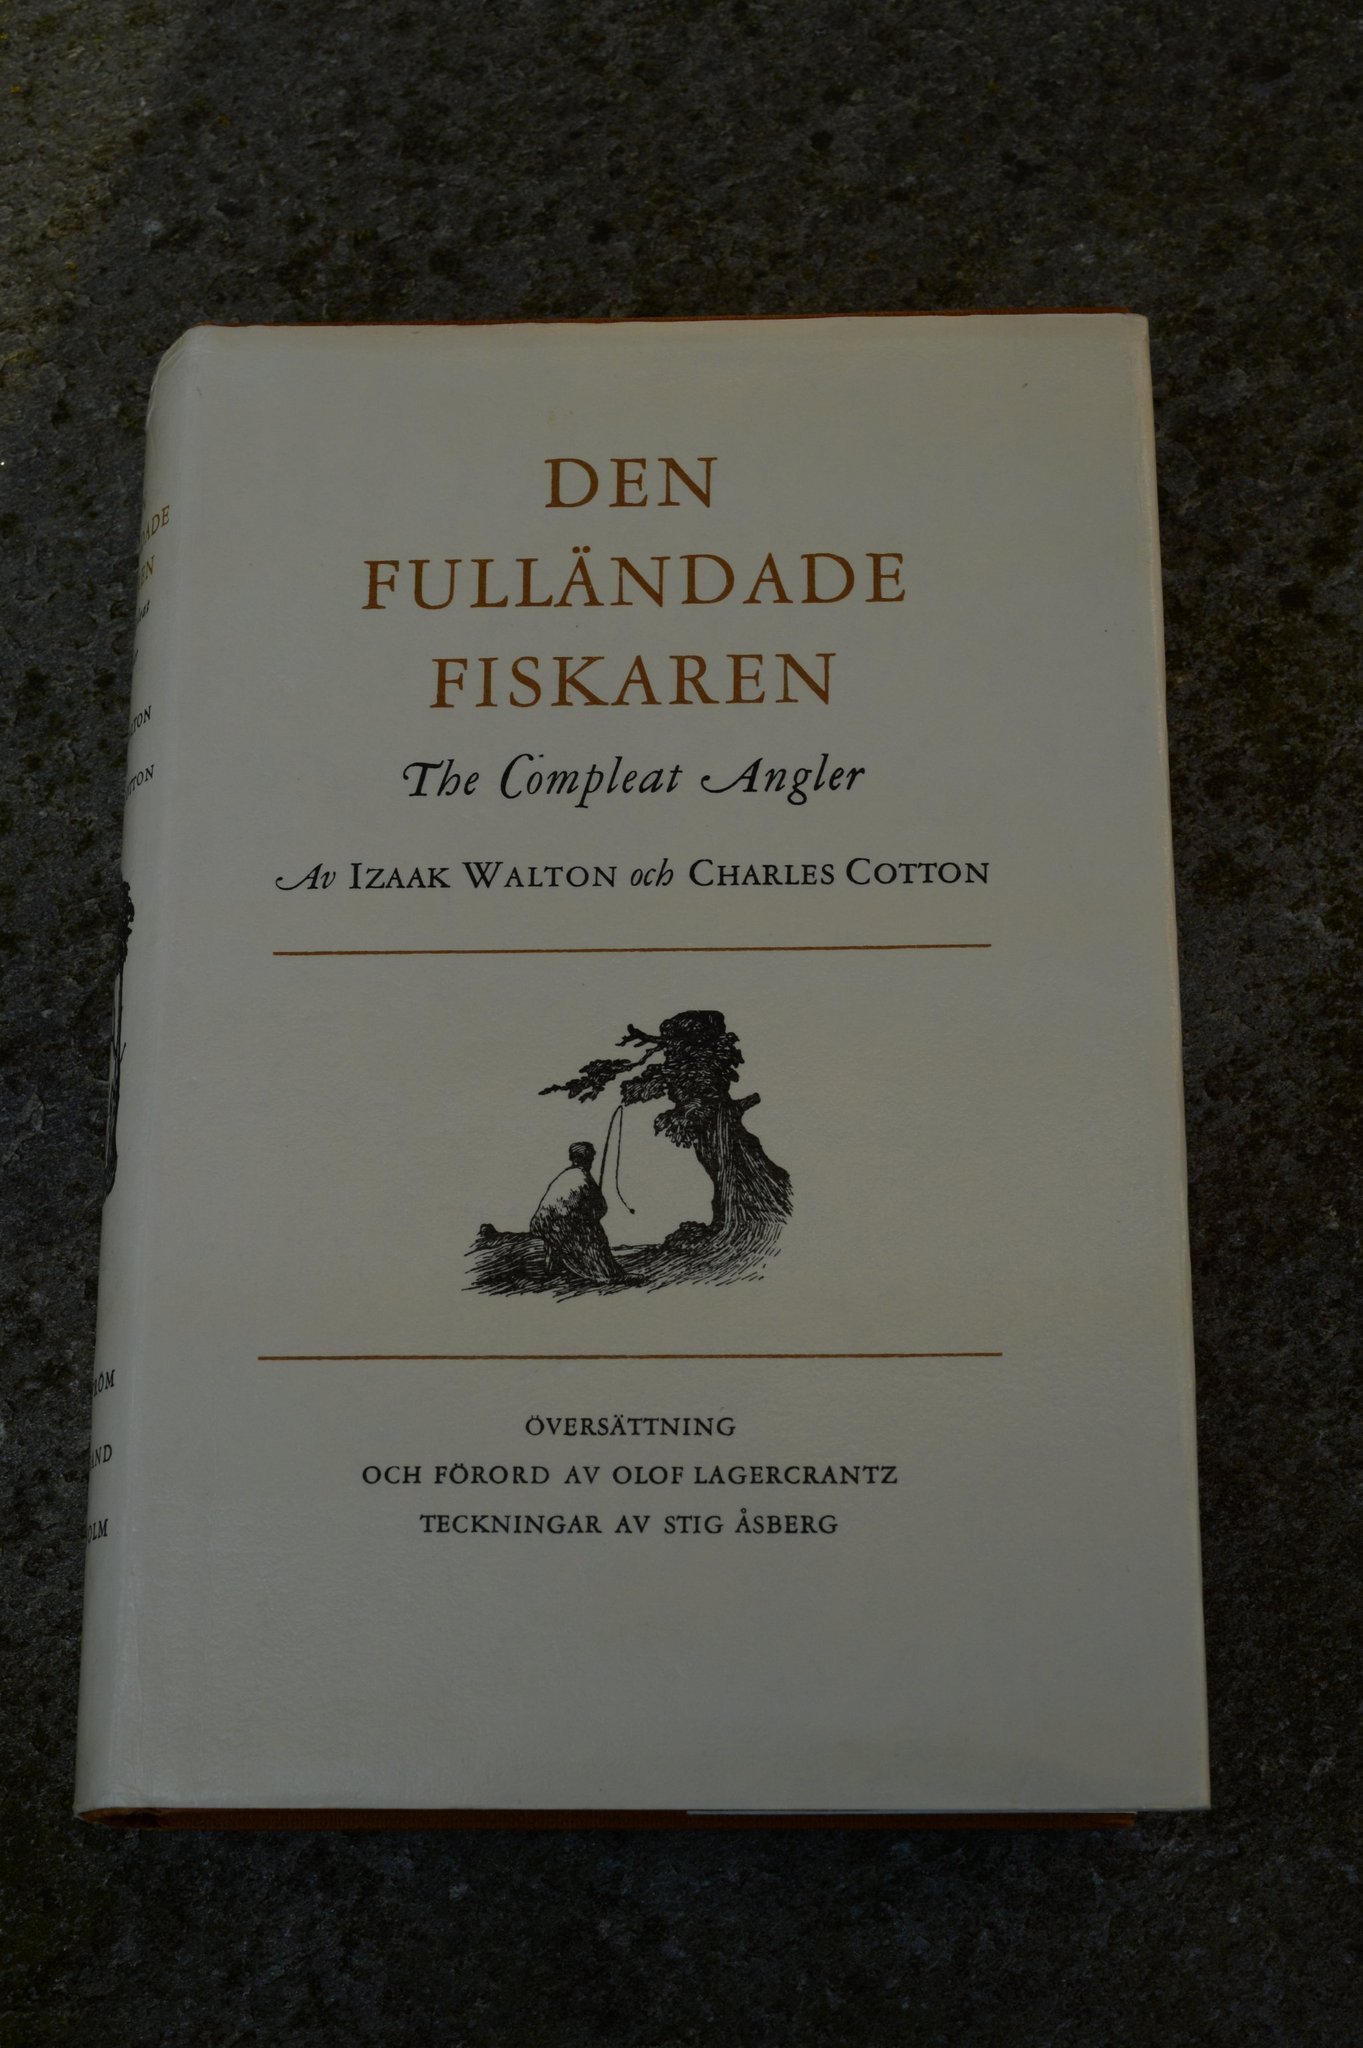 DEN
FULLÄNDADE
FISKAREN
The Compleat Angler
Av IZAAK WALTON och CHARLES COTTON
ÖVERSÄTTNING
OCH FÖRORD AV OLOF LAGERCRANTZ
TECKNINGAR AV STIG ÅSBERG